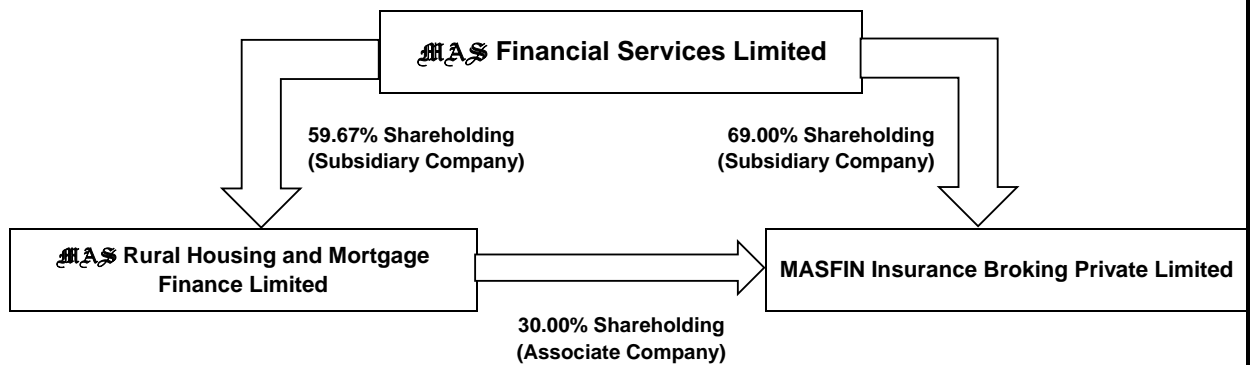 MAS Financial Services Limited
59.67% Shareholding
(Subsidiary Company)
69.00% Shareholding
(Subsidiary Company)
MAS Rural Housing and Mortgage
Finance Limited
MASFIN Insurance Broking Private Limited
30.00% Shareholding
(Associate Company)